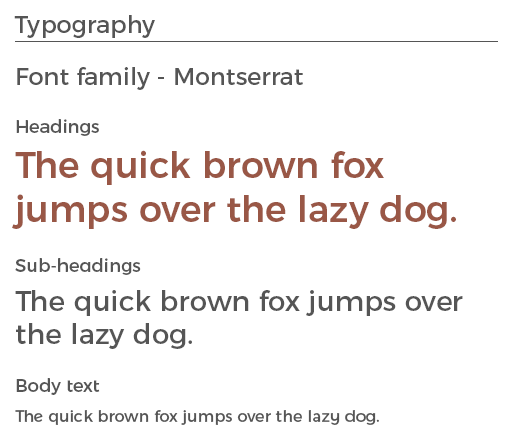 Typography
Font family - Montserrat
Headings
The quick brown fox
jumps over the lazy dog.
Sub-headings
The quick brown fox jumps over
the lazy dog.
Body text
The quick brown fox jumps over the lazy dog.